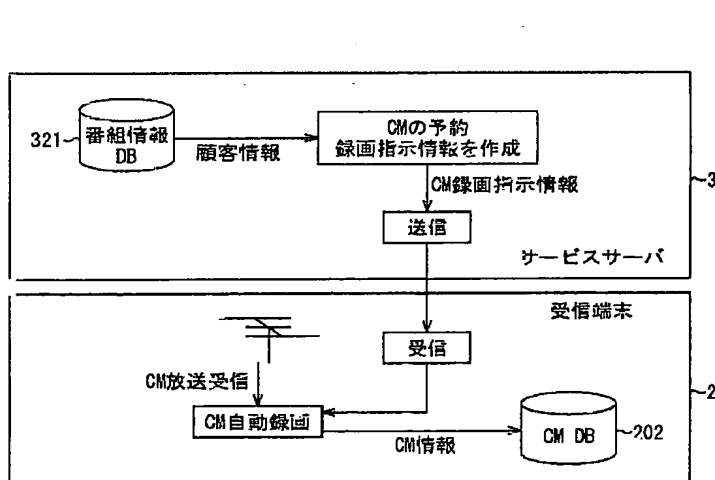 321
番組情報
DB
顧客情報
CMの予約
録画指示情報を作成
CM録画指示情報
3
送信
サービスサーバ
受信端末
受信
CM放送受信
2
CM自動録画
CM情報
CM DB
202